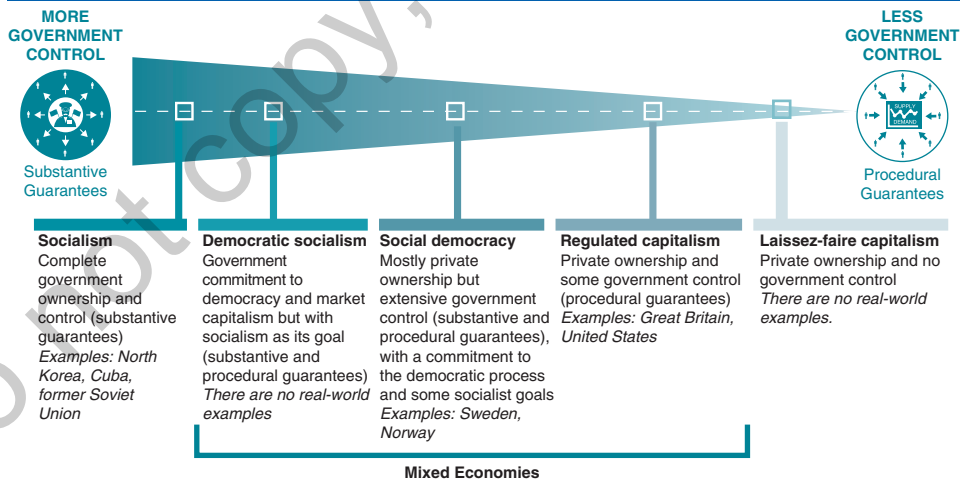 MORE
GOVERNMENT
CONTROL
Substantive
Guarantees
LESS
GOVERNMENT
CONTROL
SUPPLY
DEMAND
Procedural
Guarantees
Socialism
Complete
government
ownership and
control (substantive
guarantees)
Examples: North
Korea, Cuba,
former Soviet
Union
Democratic socialism
Government
commitment to
democracy and market
capitalism but with
socialism as its goal
(substantive and
procedural guarantees)
There are no real-world
examples
Social democracy
Mostly private
ownership but
extensive government
control (substantive and
procedural guarantees),
with a commitment to
the democratic process
and some socialist goals
Examples: Sweden,
Norway
Regulated capitalism
Private ownership and
some government control
(procedural guarantees)
Examples: Great Britain,
United States
Laissez-faire capitalism
Private ownership and no
government control
There are no real-world
examples.
Mixed Economies
o not copy,